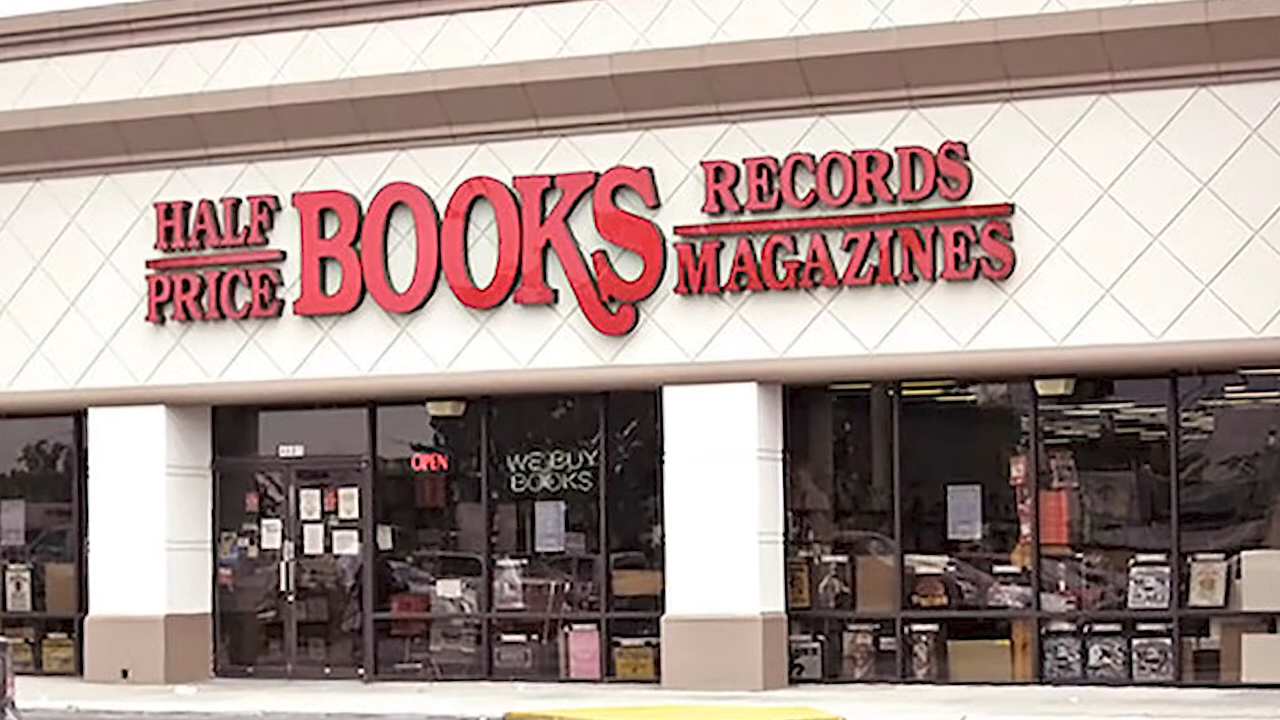 HALF
PRICE
BOOKS
RECORDS
MAGAZINES
OPEN
WE BUY
BOOKS